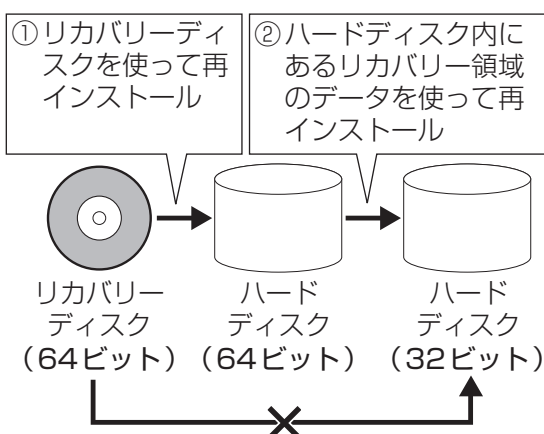 ①リカバリーディ
スクを使って再
インストール
②ハードディスク内に
あるリカバリー領域
のデータを使って再
インストール
リカバリー
ディスク
（64ビット）
ハード
ディスク
（64ビット）
ハード
ディスク
（32ビット）